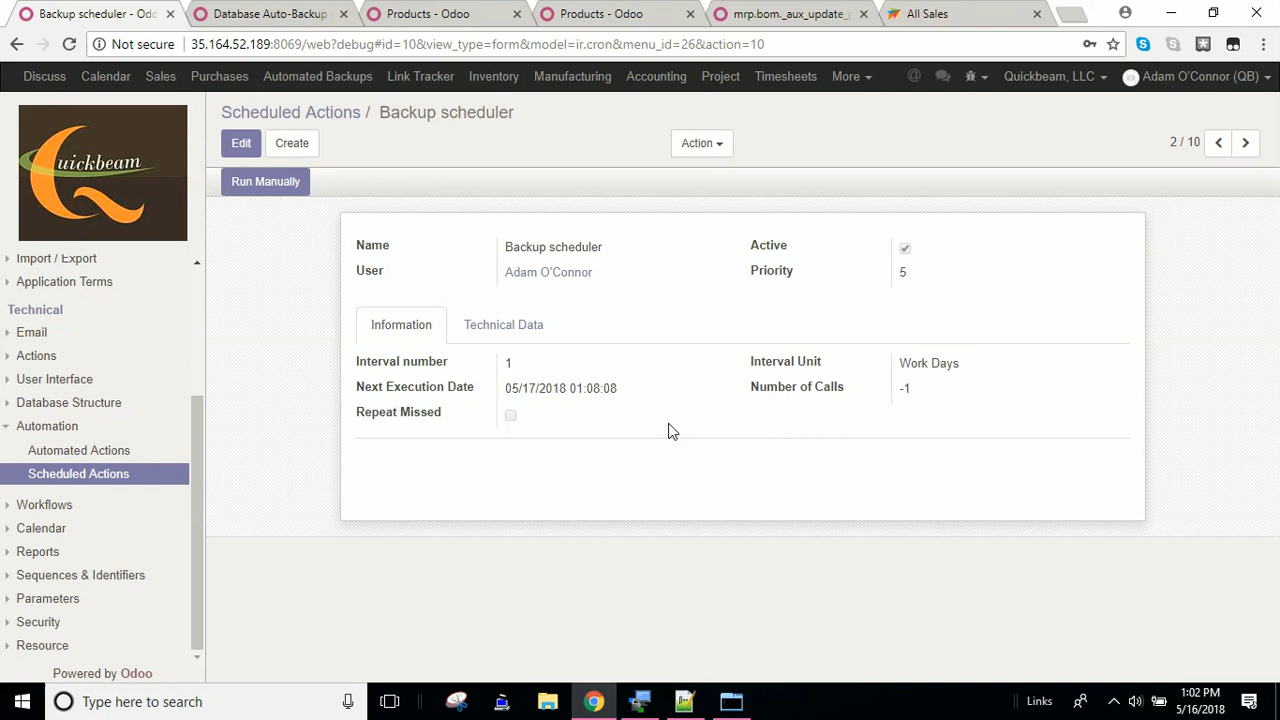 Backup scheduler - Odo
Database Auto-Backup
Products - Odoo
Products - Odoo
mrp.bom._aux_update_
All Sales
Not secure 35.164.52.189:8069/web?debug#id=10&view_type=form&model=ir.cron&menu_id=26&action=10
Discuss Calendar Sales Purchases Automated Backups Link Tracker Inventory Manufacturing Accounting Project Timesheets More @ Quickbeam, LLC Adam O'Connor (QB)
Scheduled Actions / Backup scheduler
Edit Create Action 2 / 10
Run Manually
Quickbeam
Import / Export
Application Terms
Technical
Email
Actions
User Interface
Database Structure
Automation
Automated Actions
Scheduled Actions
Workflows
Calendar
Reports
Sequences & Identifiers
Parameters
Security
Resource
Powered by Odoo
Name Backup scheduler Active
User Adam O'Connor Priority 5
Information Technical Data
Interval number 1 Interval Unit Work Days
Next Execution Date 05/17/2018 01:08:08 Number of Calls -1
Repeat Missed
Type here to search Links 1:02 PM
5/16/2018